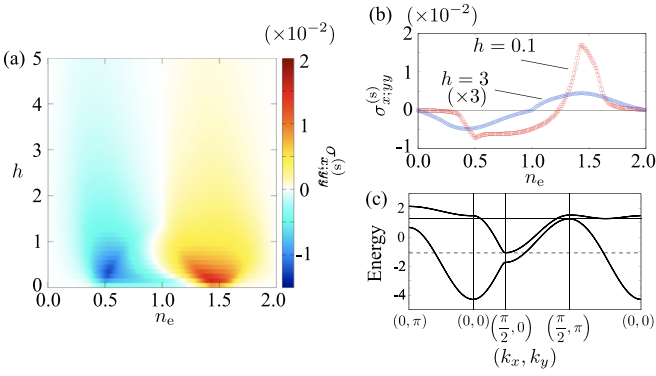 (a)
(×10⁻²)
5
4
3
2
1
0
h
0.0
0.5
1.0
1.5
2.0
nₑ
2
1
0
-1
σ^(s)_x;yy
(b)
(×10⁻²)
2
1
0
-1
σ^(s)_x;yy
h = 0.1
h = 3
(×3)
0.0
0.5
1.0
1.5
2.0
nₑ
(c)
2
0
-2
-4
Energy
(0, π)
(0, 0)
(π/2, 0)
(π/2, π)
(0, 0)
(kₓ, k_y)